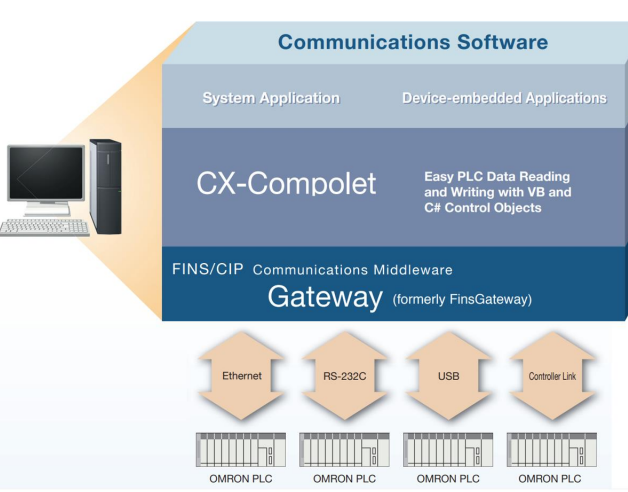 Communications Software
System Application
Device-embedded Applications
CX-Compolet
Easy PLC Data Reading
and Writing with VB and
C# Control Objects
FINS/CIP Communications Middleware
Gateway (formerly FinsGateway)
Ethernet
RS-232C
USB
Controller Link
OMRON PLC
OMRON PLC
OMRON PLC
OMRON PLC